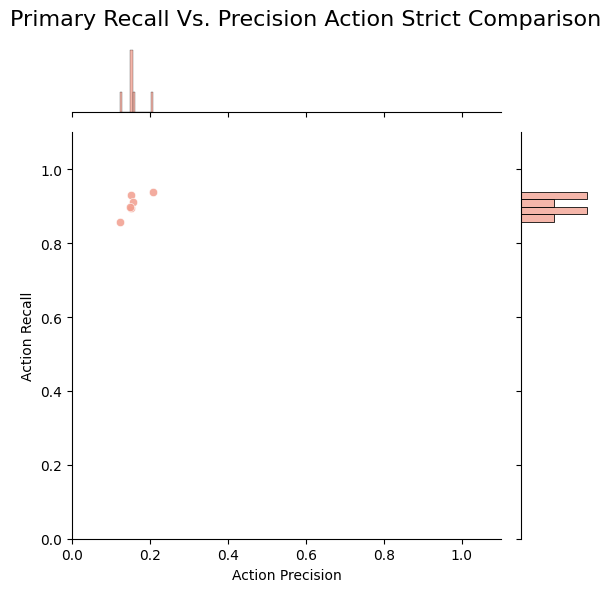 Primary Recall Vs. Precision Action Strict Comparison
1.0
0.8
0.6
0.4
0.2
0.0
Action Recall
0.0 0.2 0.4 0.6 0.8 1.0
Action Precision